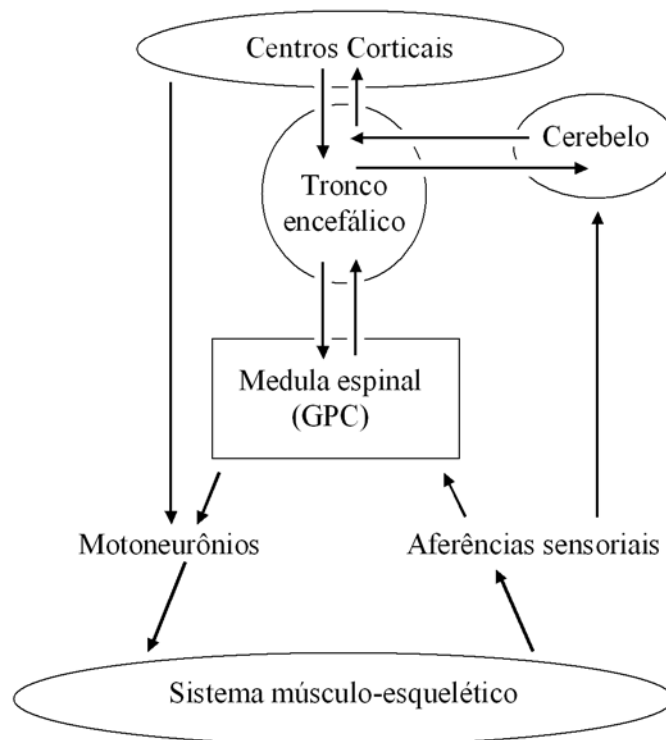 Centros Corticais
Cerebelo
Tronco
encefálico
Medula espinal
(GPC)
Motoneurônios
Aferências sensoriais
Sistema músculo-esquelético